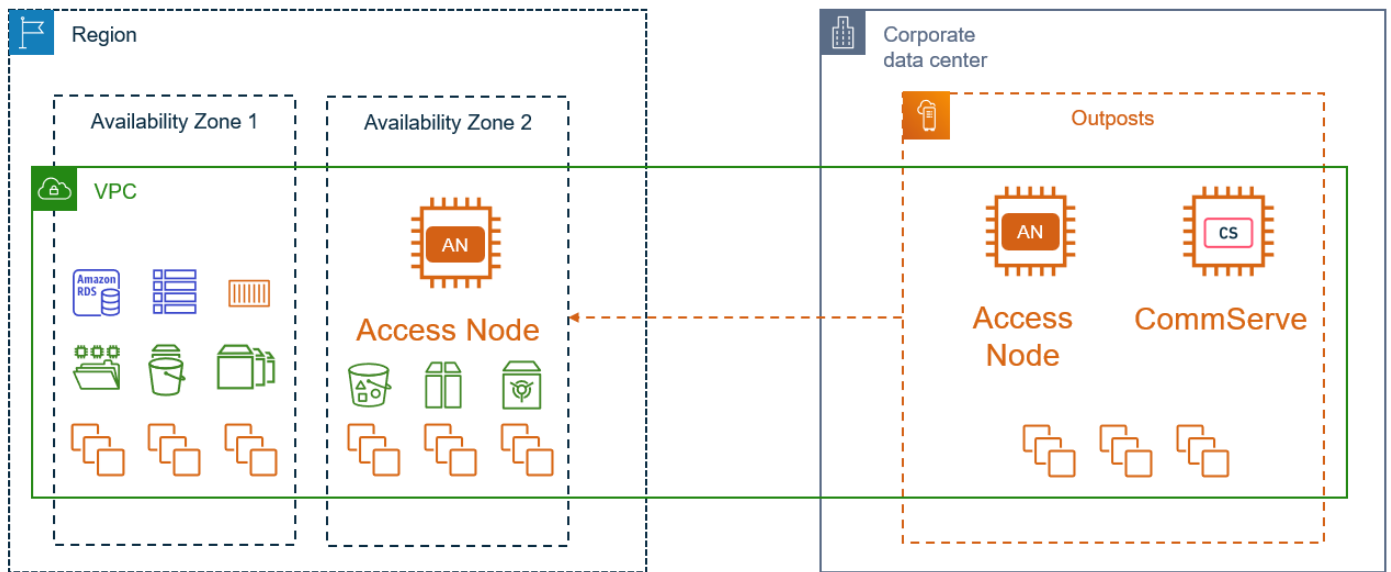 Region
Corporate
data center
Availability Zone 1
Availability Zone 2
Outposts
VPC
AN
AN
CS
Amazon
RDS
Access Node
Access
Node
CommServe